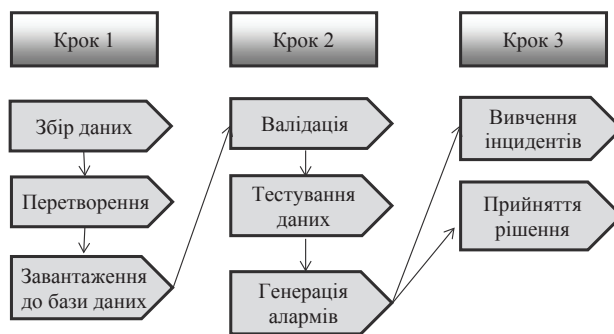 Крок 1
Крок 2
Крок 3
Збір даних
Перетворення
Завантаження
до бази даних
Валідація
Тестування
даних
Генерація
алармів
Вивчення
інцидентів
Прийняття
рішення